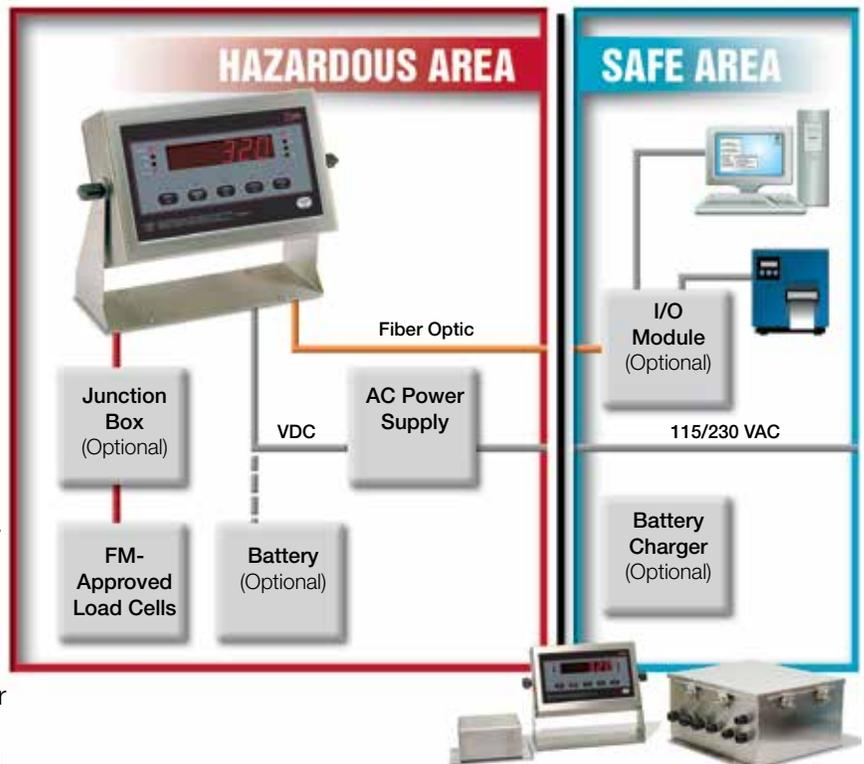 HAZARDOUS AREA
SAFE AREA
320
Fiber Optic
I/O
Module
(Optional)
Junction
Box
(Optional)
AC Power
Supply
VDC
115/230 VAC
FM-
Approved
Load Cells
Battery
(Optional)
Battery
Charger
(Optional)
r